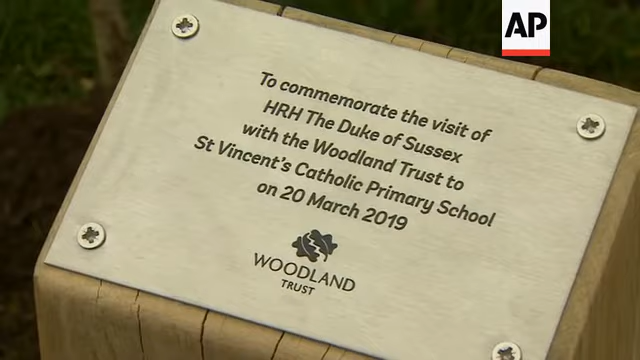 AP
To commemorate the visit of
HRH The Duke of Sussex
with the Woodland Trust to
St Vincent's Catholic Primary School
on 20 March 2019
WOODLAND
TRUST